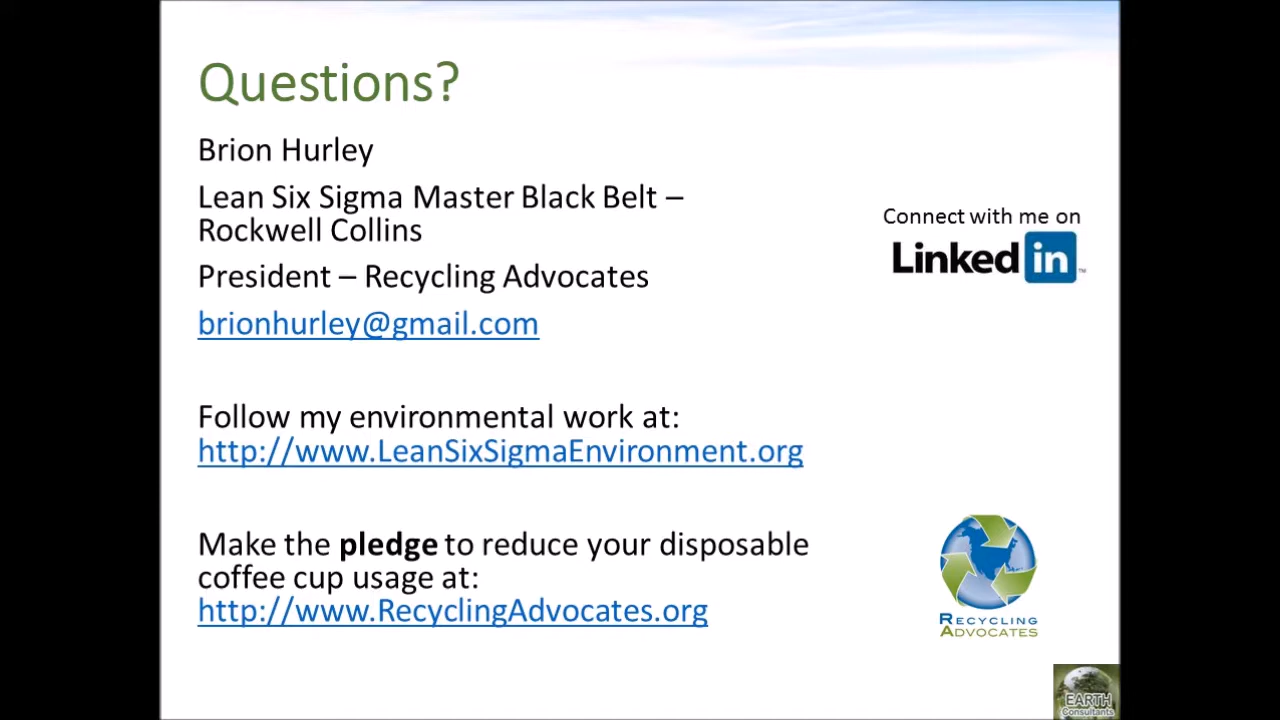 Questions?
Brion Hurley
Lean Six Sigma Master Black Belt –
Rockwell Collins
President – Recycling Advocates
brionhurley@gmail.com
Connect with me on
Linked in ™
Follow my environmental work at:
http://www.LeanSixSigmaEnvironment.org
Make the pledge to reduce your disposable
coffee cup usage at:
http://www.RecyclingAdvocates.org
RECYCLING
ADVOCATES
EARTH
Consultants